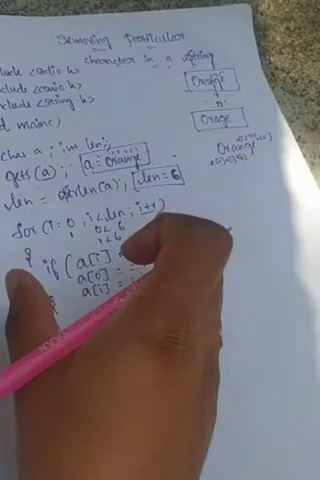 Removing Particular
character in a string
clude <stdio.h>
clude <conio.h>
nclude <string.h>
d main()
char a ; int len;
gets(a); a = orange
len = strlen(a); len = 6
for (i=0; i<len; i++)
0< 6
1<6
{
if (a[i] =
a[0] =
a[1] =
Orange
'n'
Orage
Orange